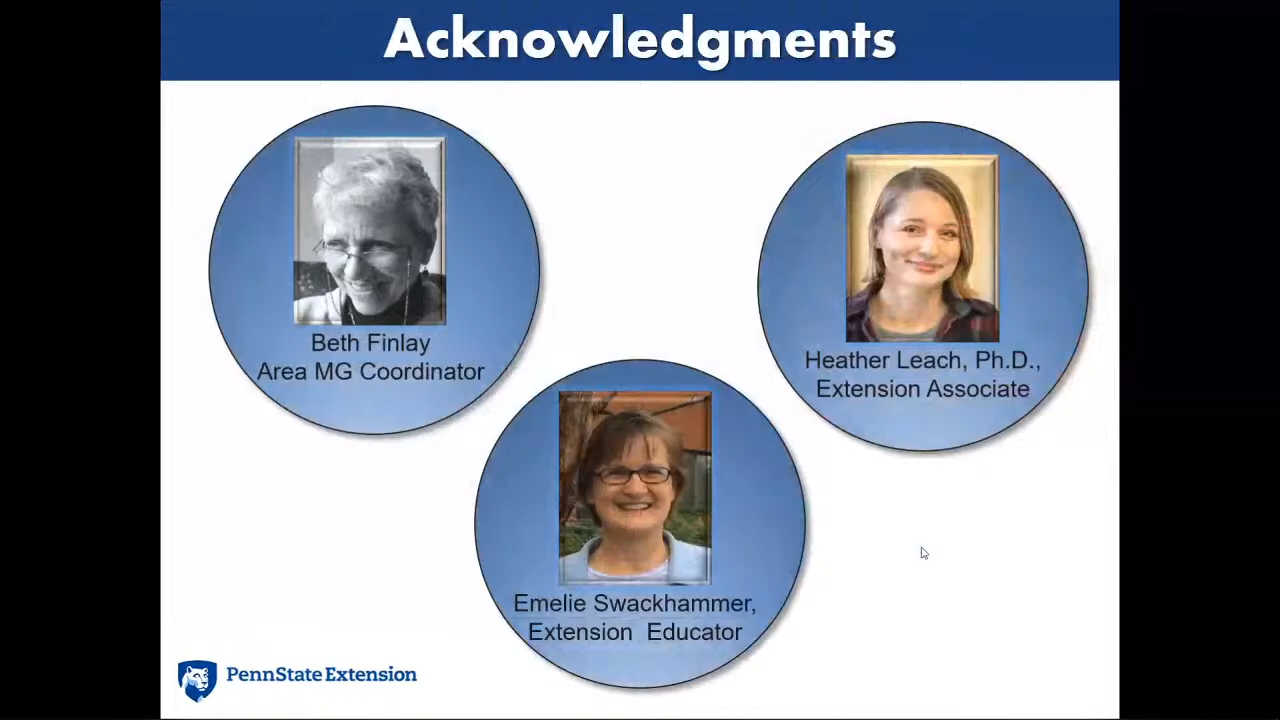 Acknowledgments
Beth Finlay
Area MG Coordinator
Heather Leach, Ph.D.,
Extension Associate
Emelie Swackhammer,
Extension Educator
PennState Extension